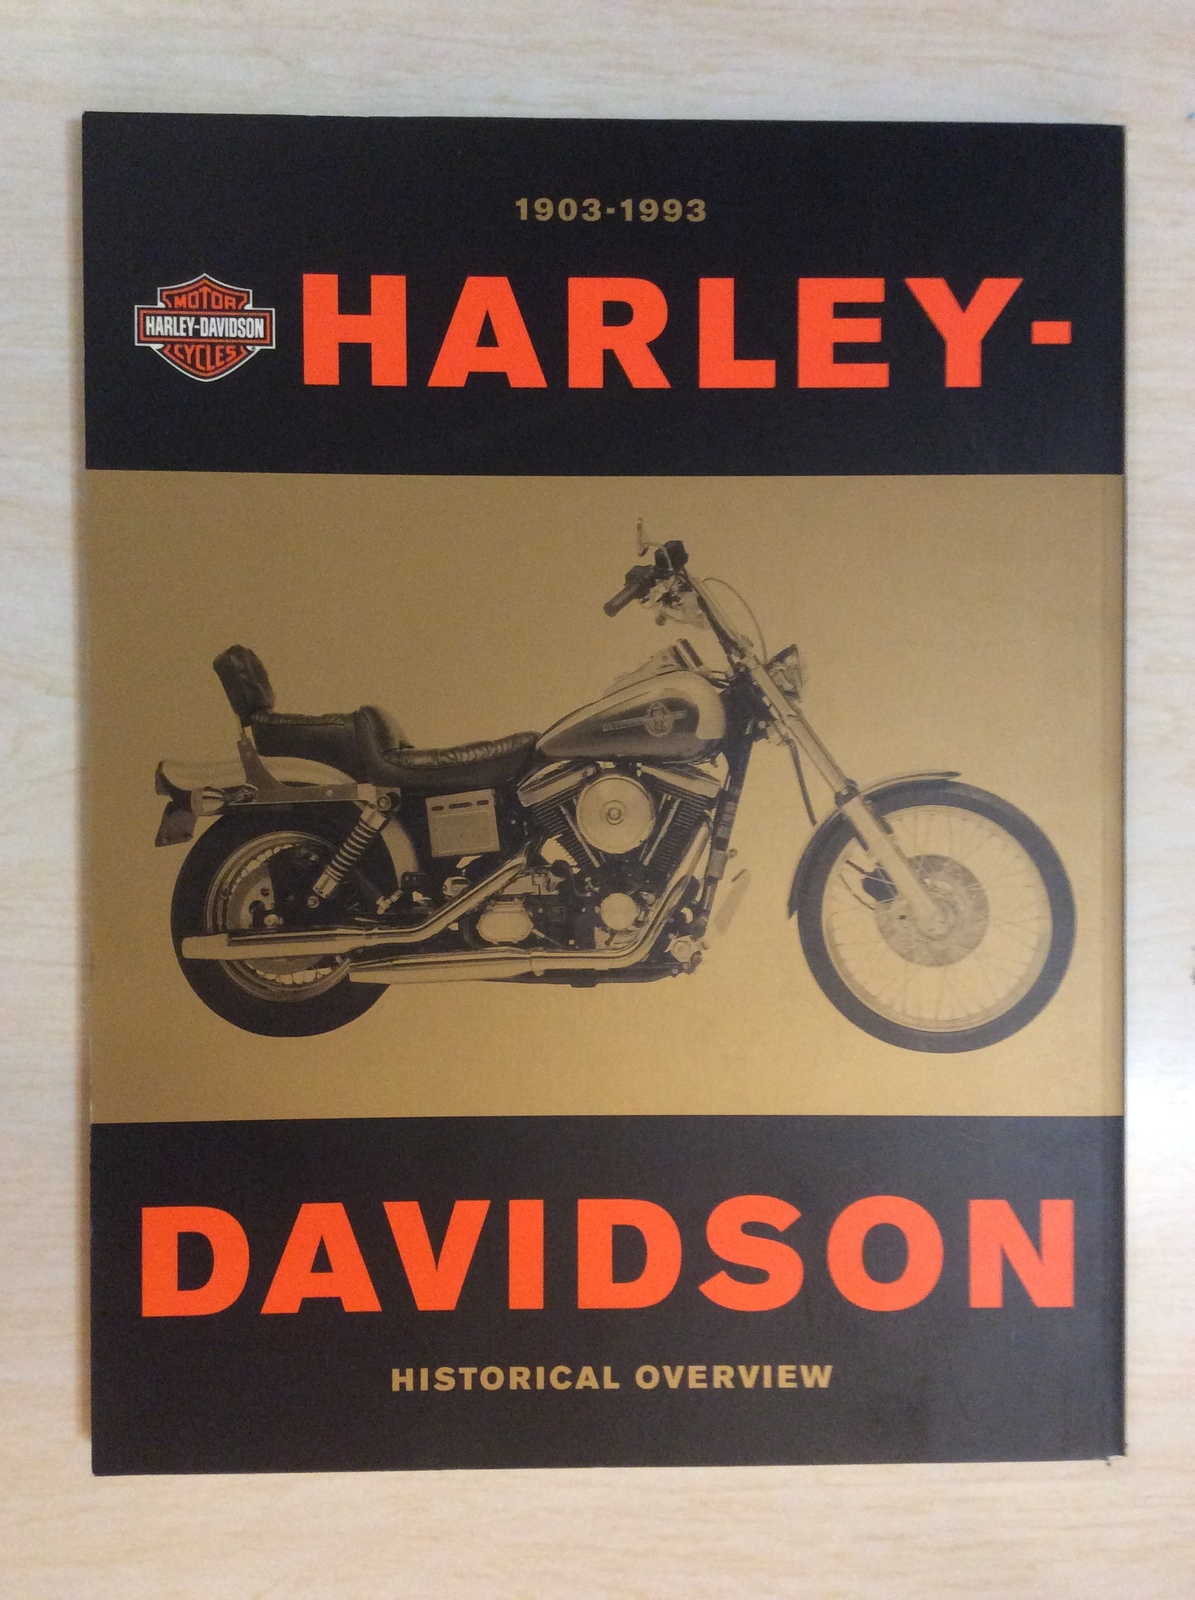 1903-1993
MOTOR
HARLEY-DAVIDSON
CYCLES
HARLEY-
DAVIDSON
HISTORICAL OVERVIEW